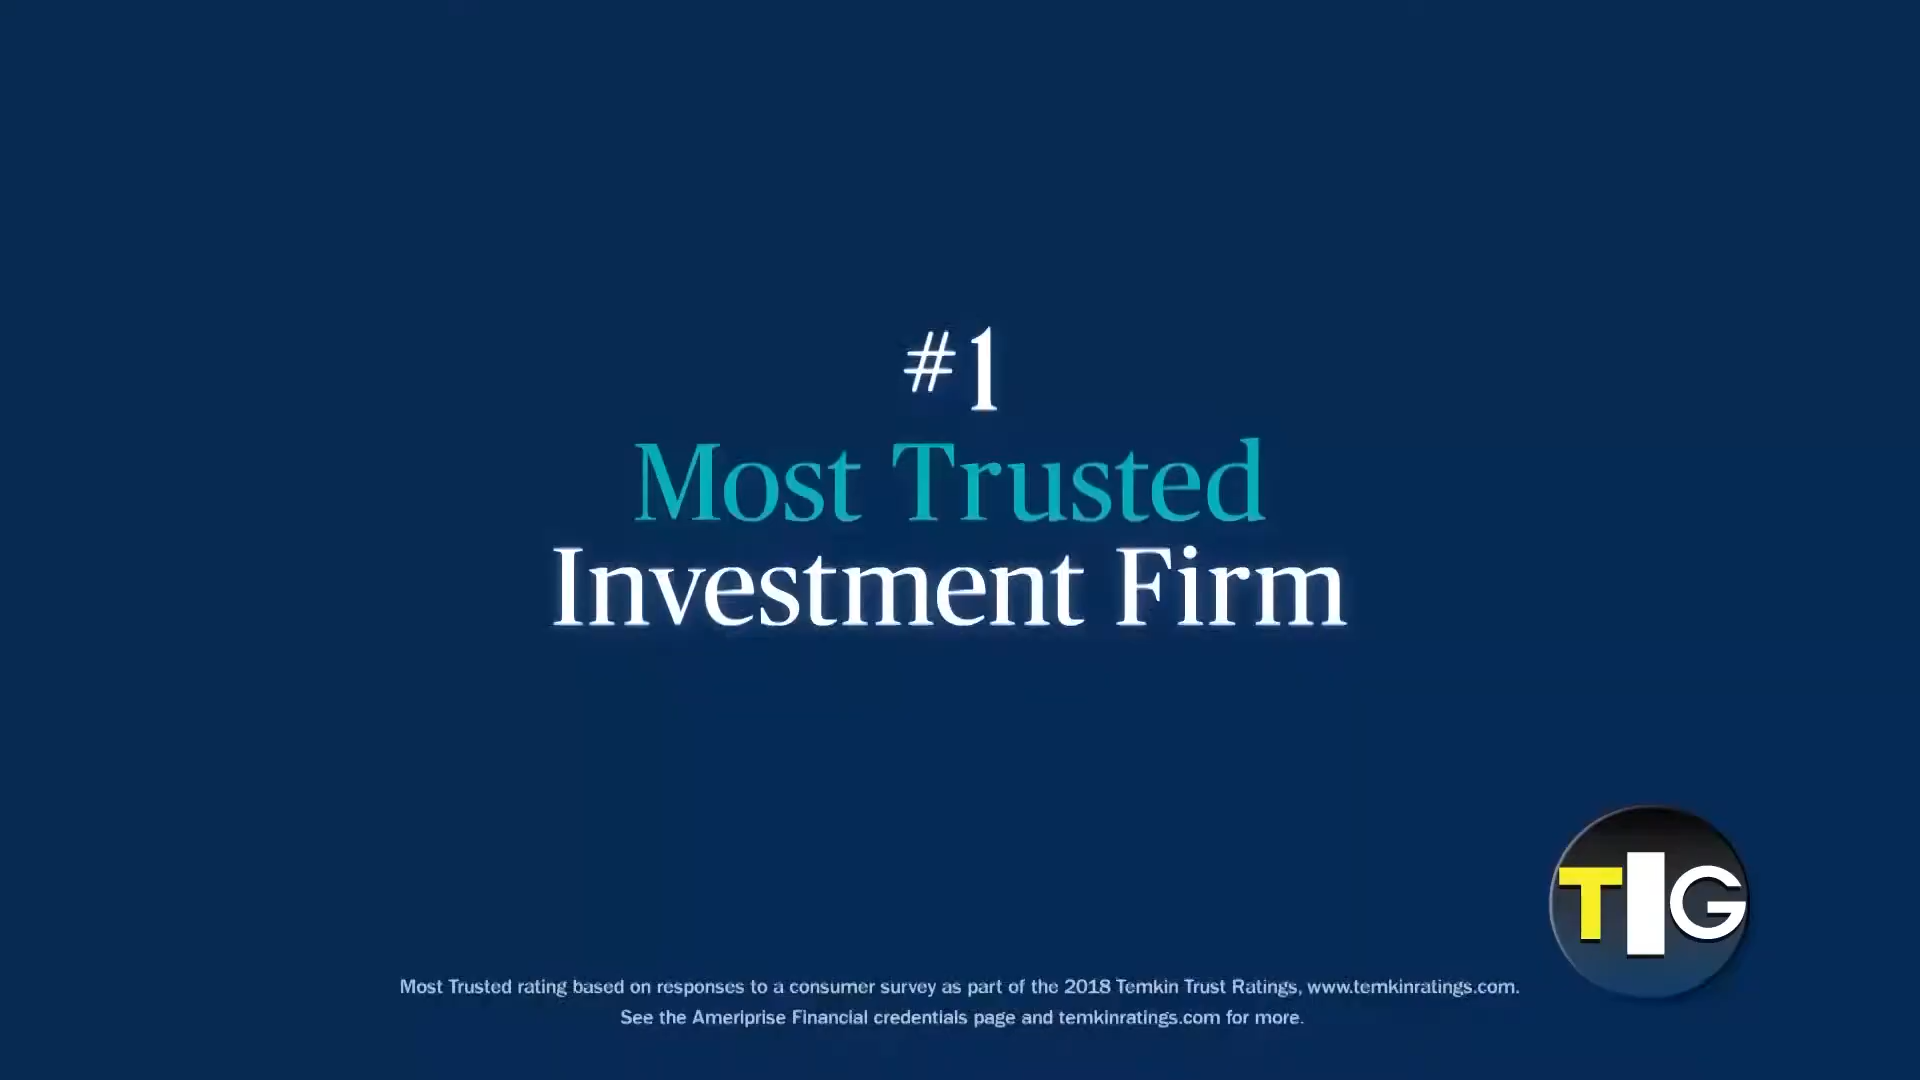 #1
Most Trusted
Investment Firm
TIG
Most Trusted rating based on responses to a consumer survey as part of the 2018 Temkin Trust Ratings, www.temkinratings.com.
See the Ameriprise Financial credentials page and temkinratings.com for more.